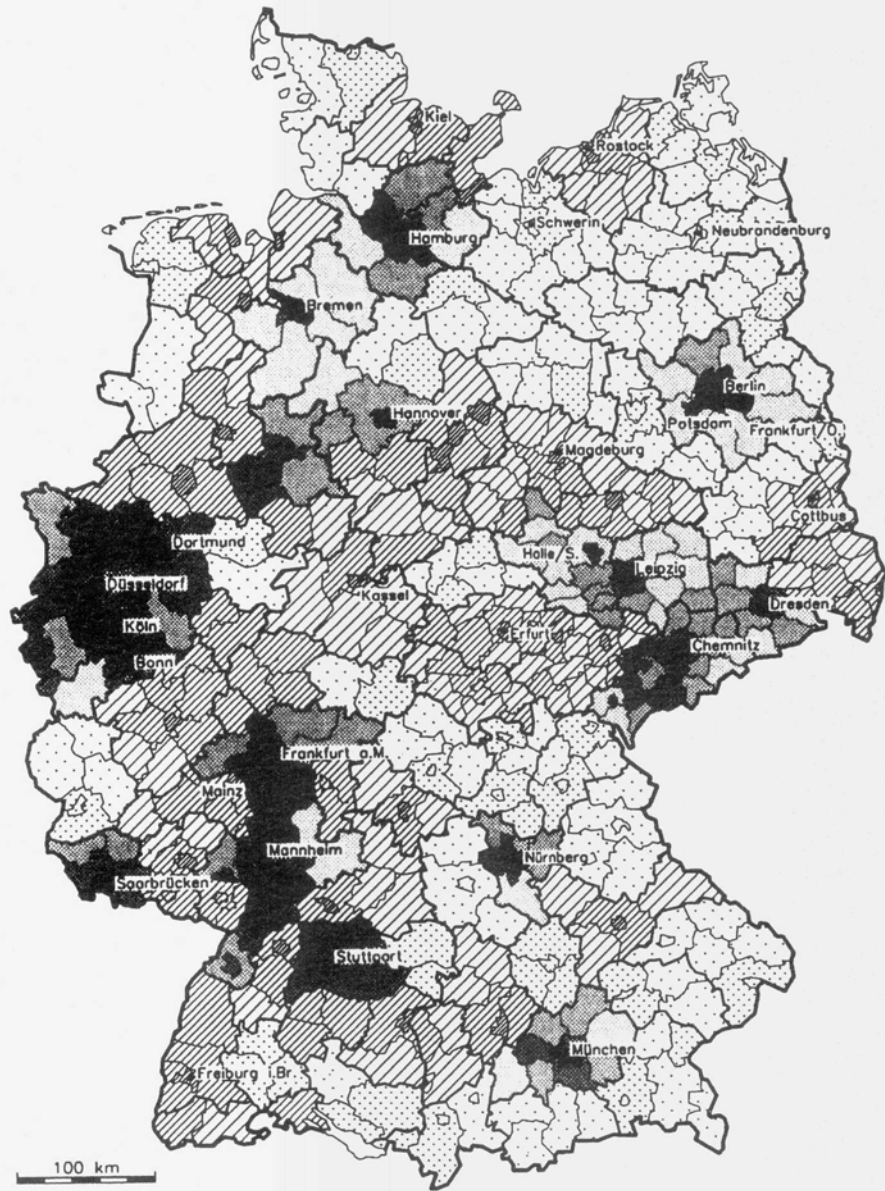 Kiel
Rostock
Schwerin
Neubrandenburg
Hamburg
Bremen
Berlin
Hannover
Potsdam
Frankfurt/O.
Magdeburg
Cottbus
Dortmund
Halle/S.
Leipzig
Düsseldorf
Kassel
Dresden
Köln
Erfurt
Chemnitz
Bonn
Frankfurt a.M.
Mainz
Mannheim
Nürnberg
Saarbrücken
Stuttgart
München
Freiburg i.Br.
100 km